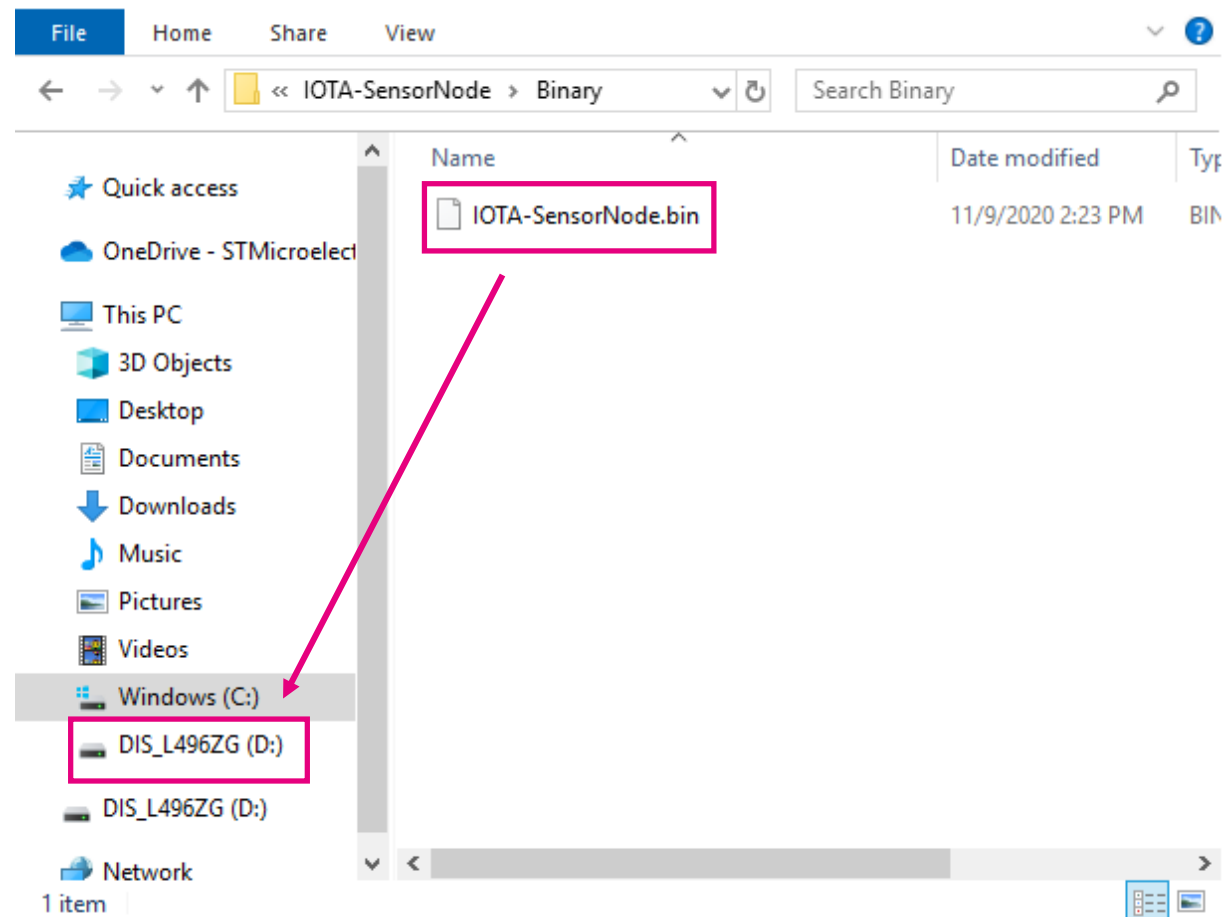 File Home Share View
« IOTA-SensorNode > Binary Search Binary
Name Date modified Typ
Quick access
IOTA-SensorNode.bin 11/9/2020 2:23 PM BIN
OneDrive - STMicroelect
This PC
3D Objects
Desktop
Documents
Downloads
Music
Pictures
Videos
Windows (C:)
DIS_L496ZG (D:)
DIS_L496ZG (D:)
Network
1 item